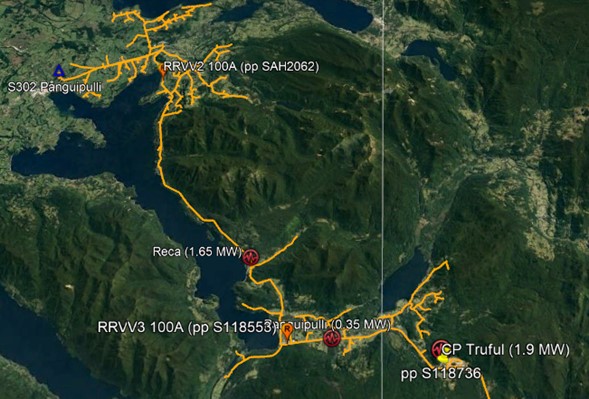 RRVV2 100A (pp SAH2062)
S302 Panguipulli
Reca (1.65 MW)
RRVV3 100A (pp S118553)
Panguipulli (0.35 MW)
CP Truful (1.9 MW)
pp S118736